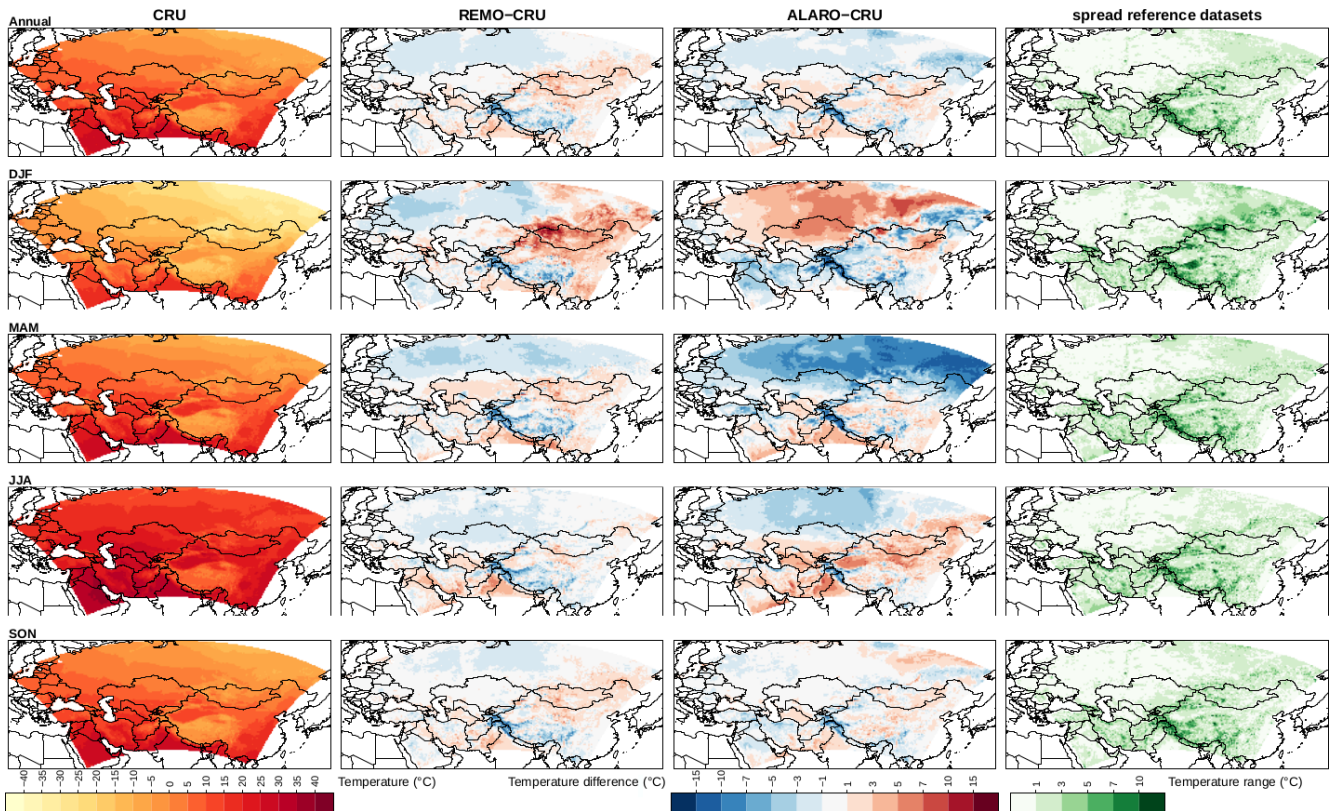 CRU REMO−CRU ALARO−CRU spread reference datasets
Annual
DJF
MAM
JJA
SON
Temperature (°C) Temperature difference (°C) Temperature range (°C)
−40 −35 −30 −25 −20 −15 −10 −5 0 5 10 15 20 25 30 35 40 −15 −10 −7 −5 −3 −1 1 3 5 7 10 15 1 3 5 7 10